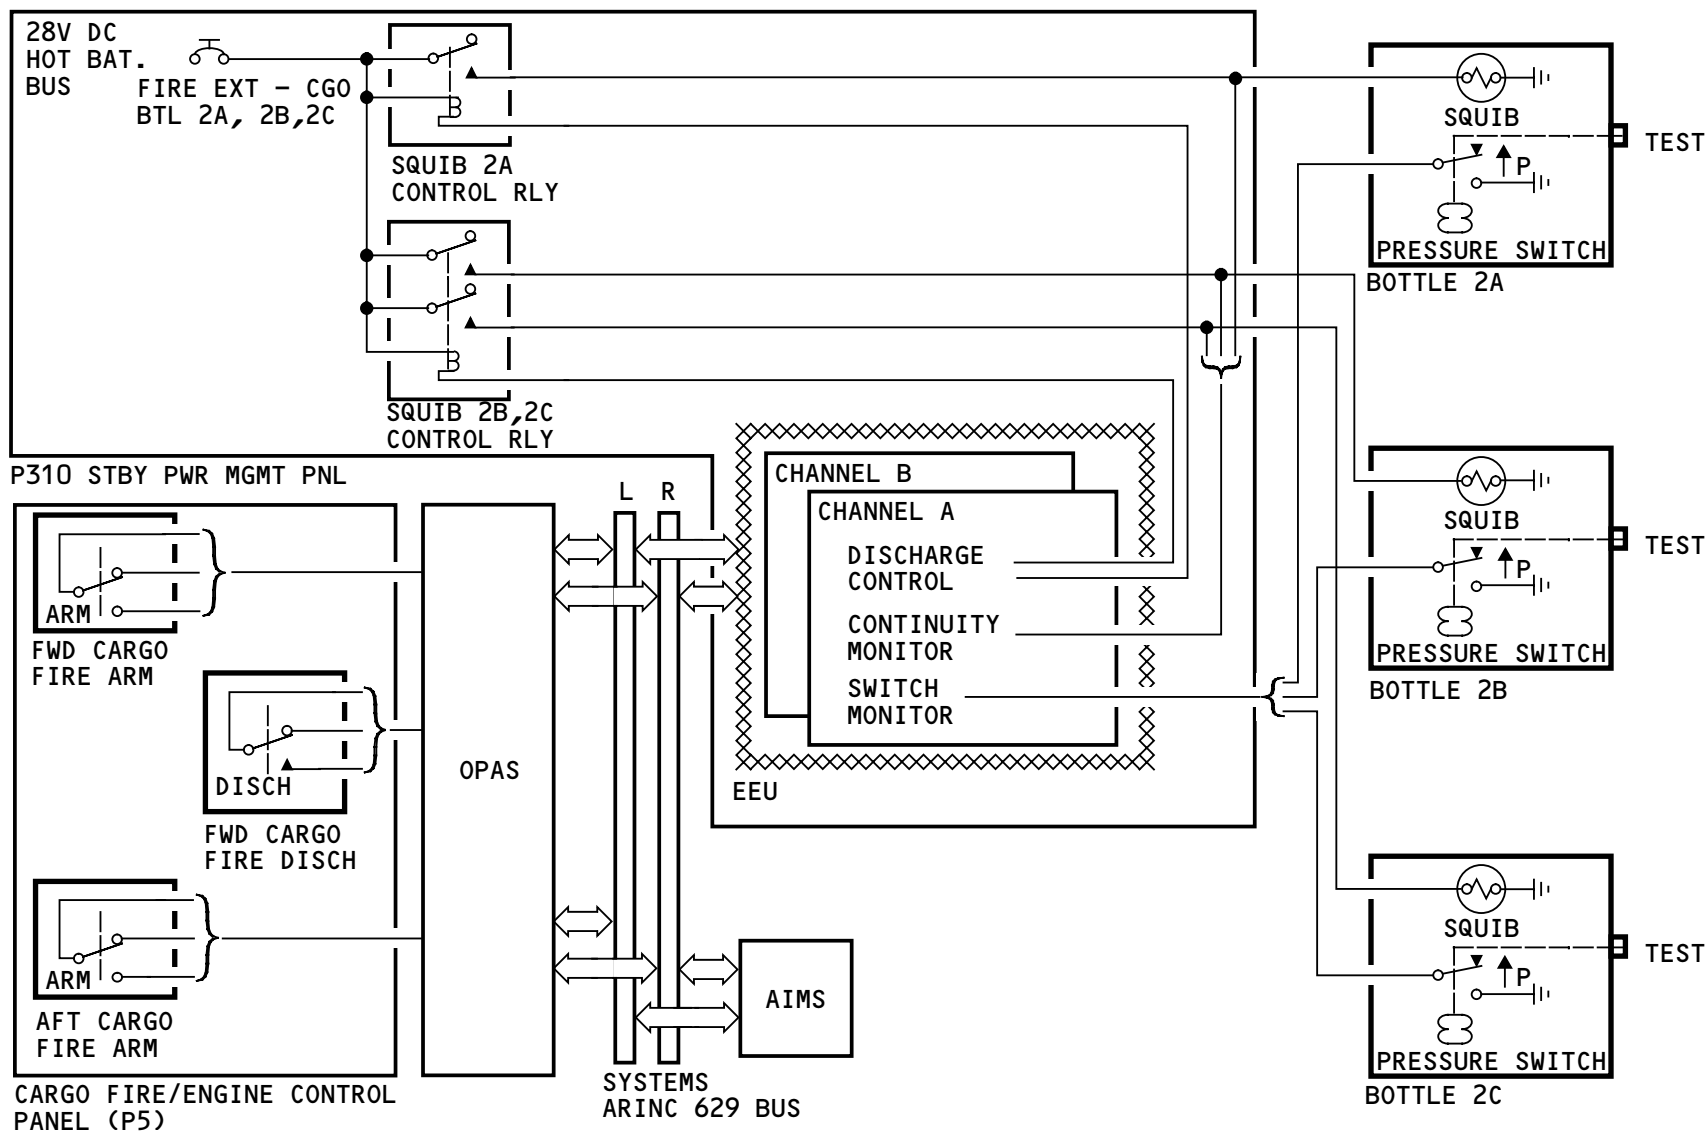 28V DC
HOT BAT.
BUS
FIRE EXT - CGO
BTL 2A, 2B,2C
SQUIB 2A
CONTROL RLY
SQUIB 2B,2C
CONTROL RLY
P310 STBY PWR MGMT PNL
SQUIB
TEST
P
PRESSURE SWITCH
BOTTLE 2A
L R
CHANNEL B
CHANNEL A
DISCHARGE
CONTROL
CONTINUITY
MONITOR
SWITCH
MONITOR
EEU
SQUIB
TEST
P
PRESSURE SWITCH
BOTTLE 2B
ARM
FWD CARGO
FIRE ARM
DISCH
FWD CARGO
FIRE DISCH
OPAS
ARM
AFT CARGO
FIRE ARM
CARGO FIRE/ENGINE CONTROL
PANEL (P5)
AIMS
SYSTEMS
ARINC 629 BUS
SQUIB
TEST
P
PRESSURE SWITCH
BOTTLE 2C